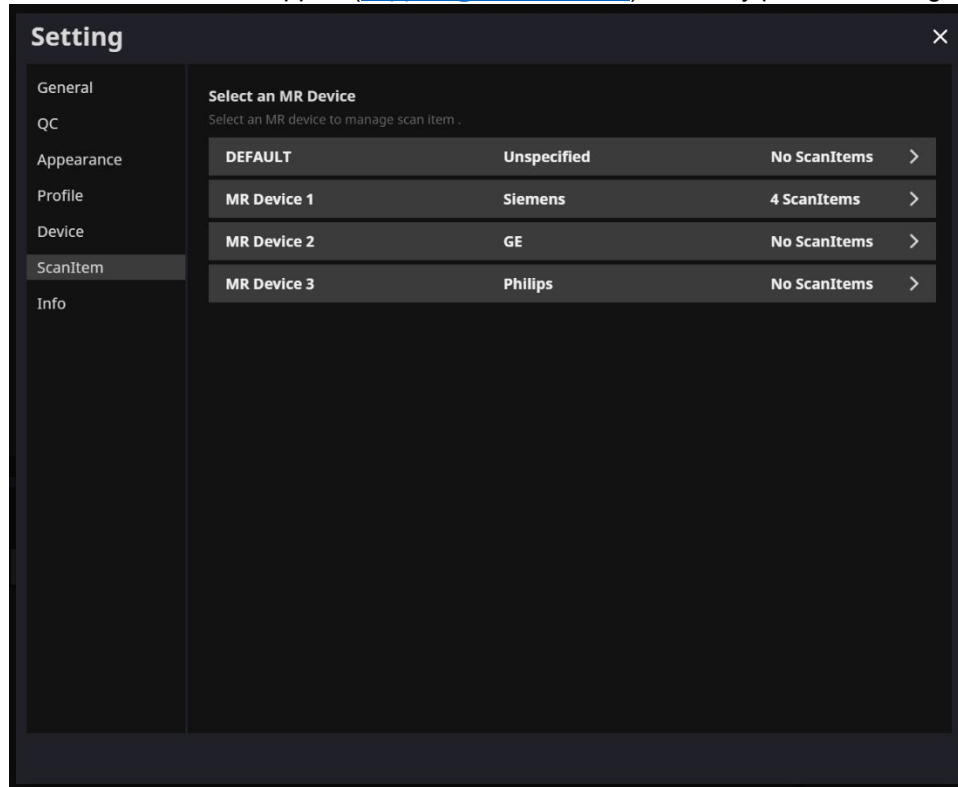 Setting
General
QC
Appearance
Profile
Device
ScanItem
Info
Select an MR Device
Select an MR device to manage scan item .
DEFAULT Unspecified No ScanItems
MR Device 1 Siemens 4 ScanItems
MR Device 2 GE No ScanItems
MR Device 3 Philips No ScanItems